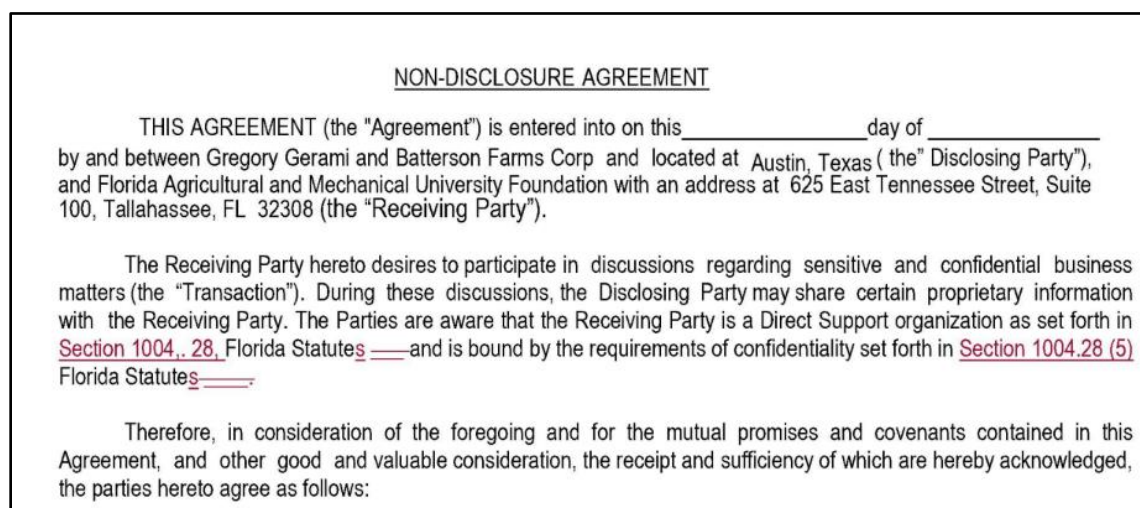 NON-DISCLOSURE AGREEMENT
THIS AGREEMENT (the "Agreement”) is entered into on this_________________day of ________________
by and between Gregory Gerami and Batterson Farms Corp and located at Austin, Texas ( the” Disclosing Party”),
and Florida Agricultural and Mechanical University Foundation with an address at 625 East Tennessee Street, Suite
100, Tallahassee, FL 32308 (the “Receiving Party”).
The Receiving Party hereto desires to participate in discussions regarding sensitive and confidential business
matters (the “Transaction”). During these discussions, the Disclosing Party may share certain proprietary information
with the Receiving Party. The Parties are aware that the Receiving Party is a Direct Support organization as set forth in
Section 1004,. 28, Florida Statutes ____and is bound by the requirements of confidentiality set forth in Section 1004.28 (5)
Florida Statutes_____.
Therefore, in consideration of the foregoing and for the mutual promises and covenants contained in this
Agreement, and other good and valuable consideration, the receipt and sufficiency of which are hereby acknowledged,
the parties hereto agree as follows: